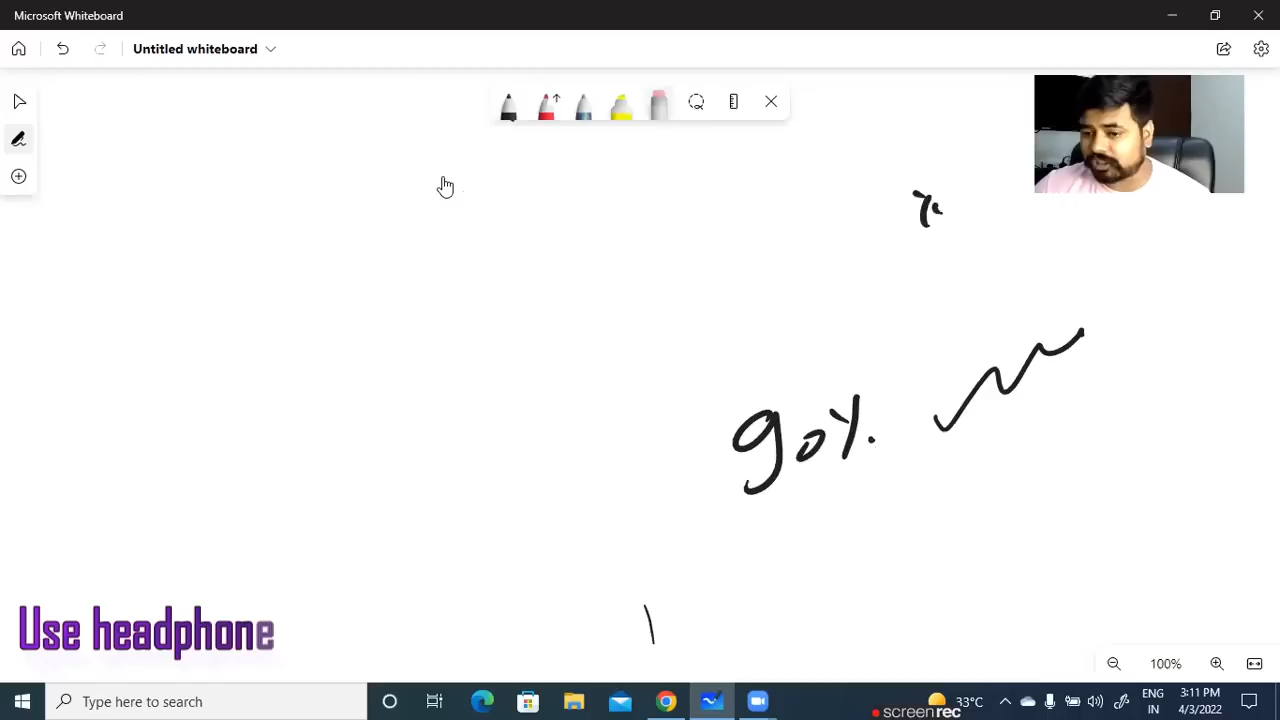 Microsoft Whiteboard
Untitled whiteboard
90%.
Use headphone
100%
Type here to search
33°C
ENG
IN
3:11 PM
4/3/2022
screenrec